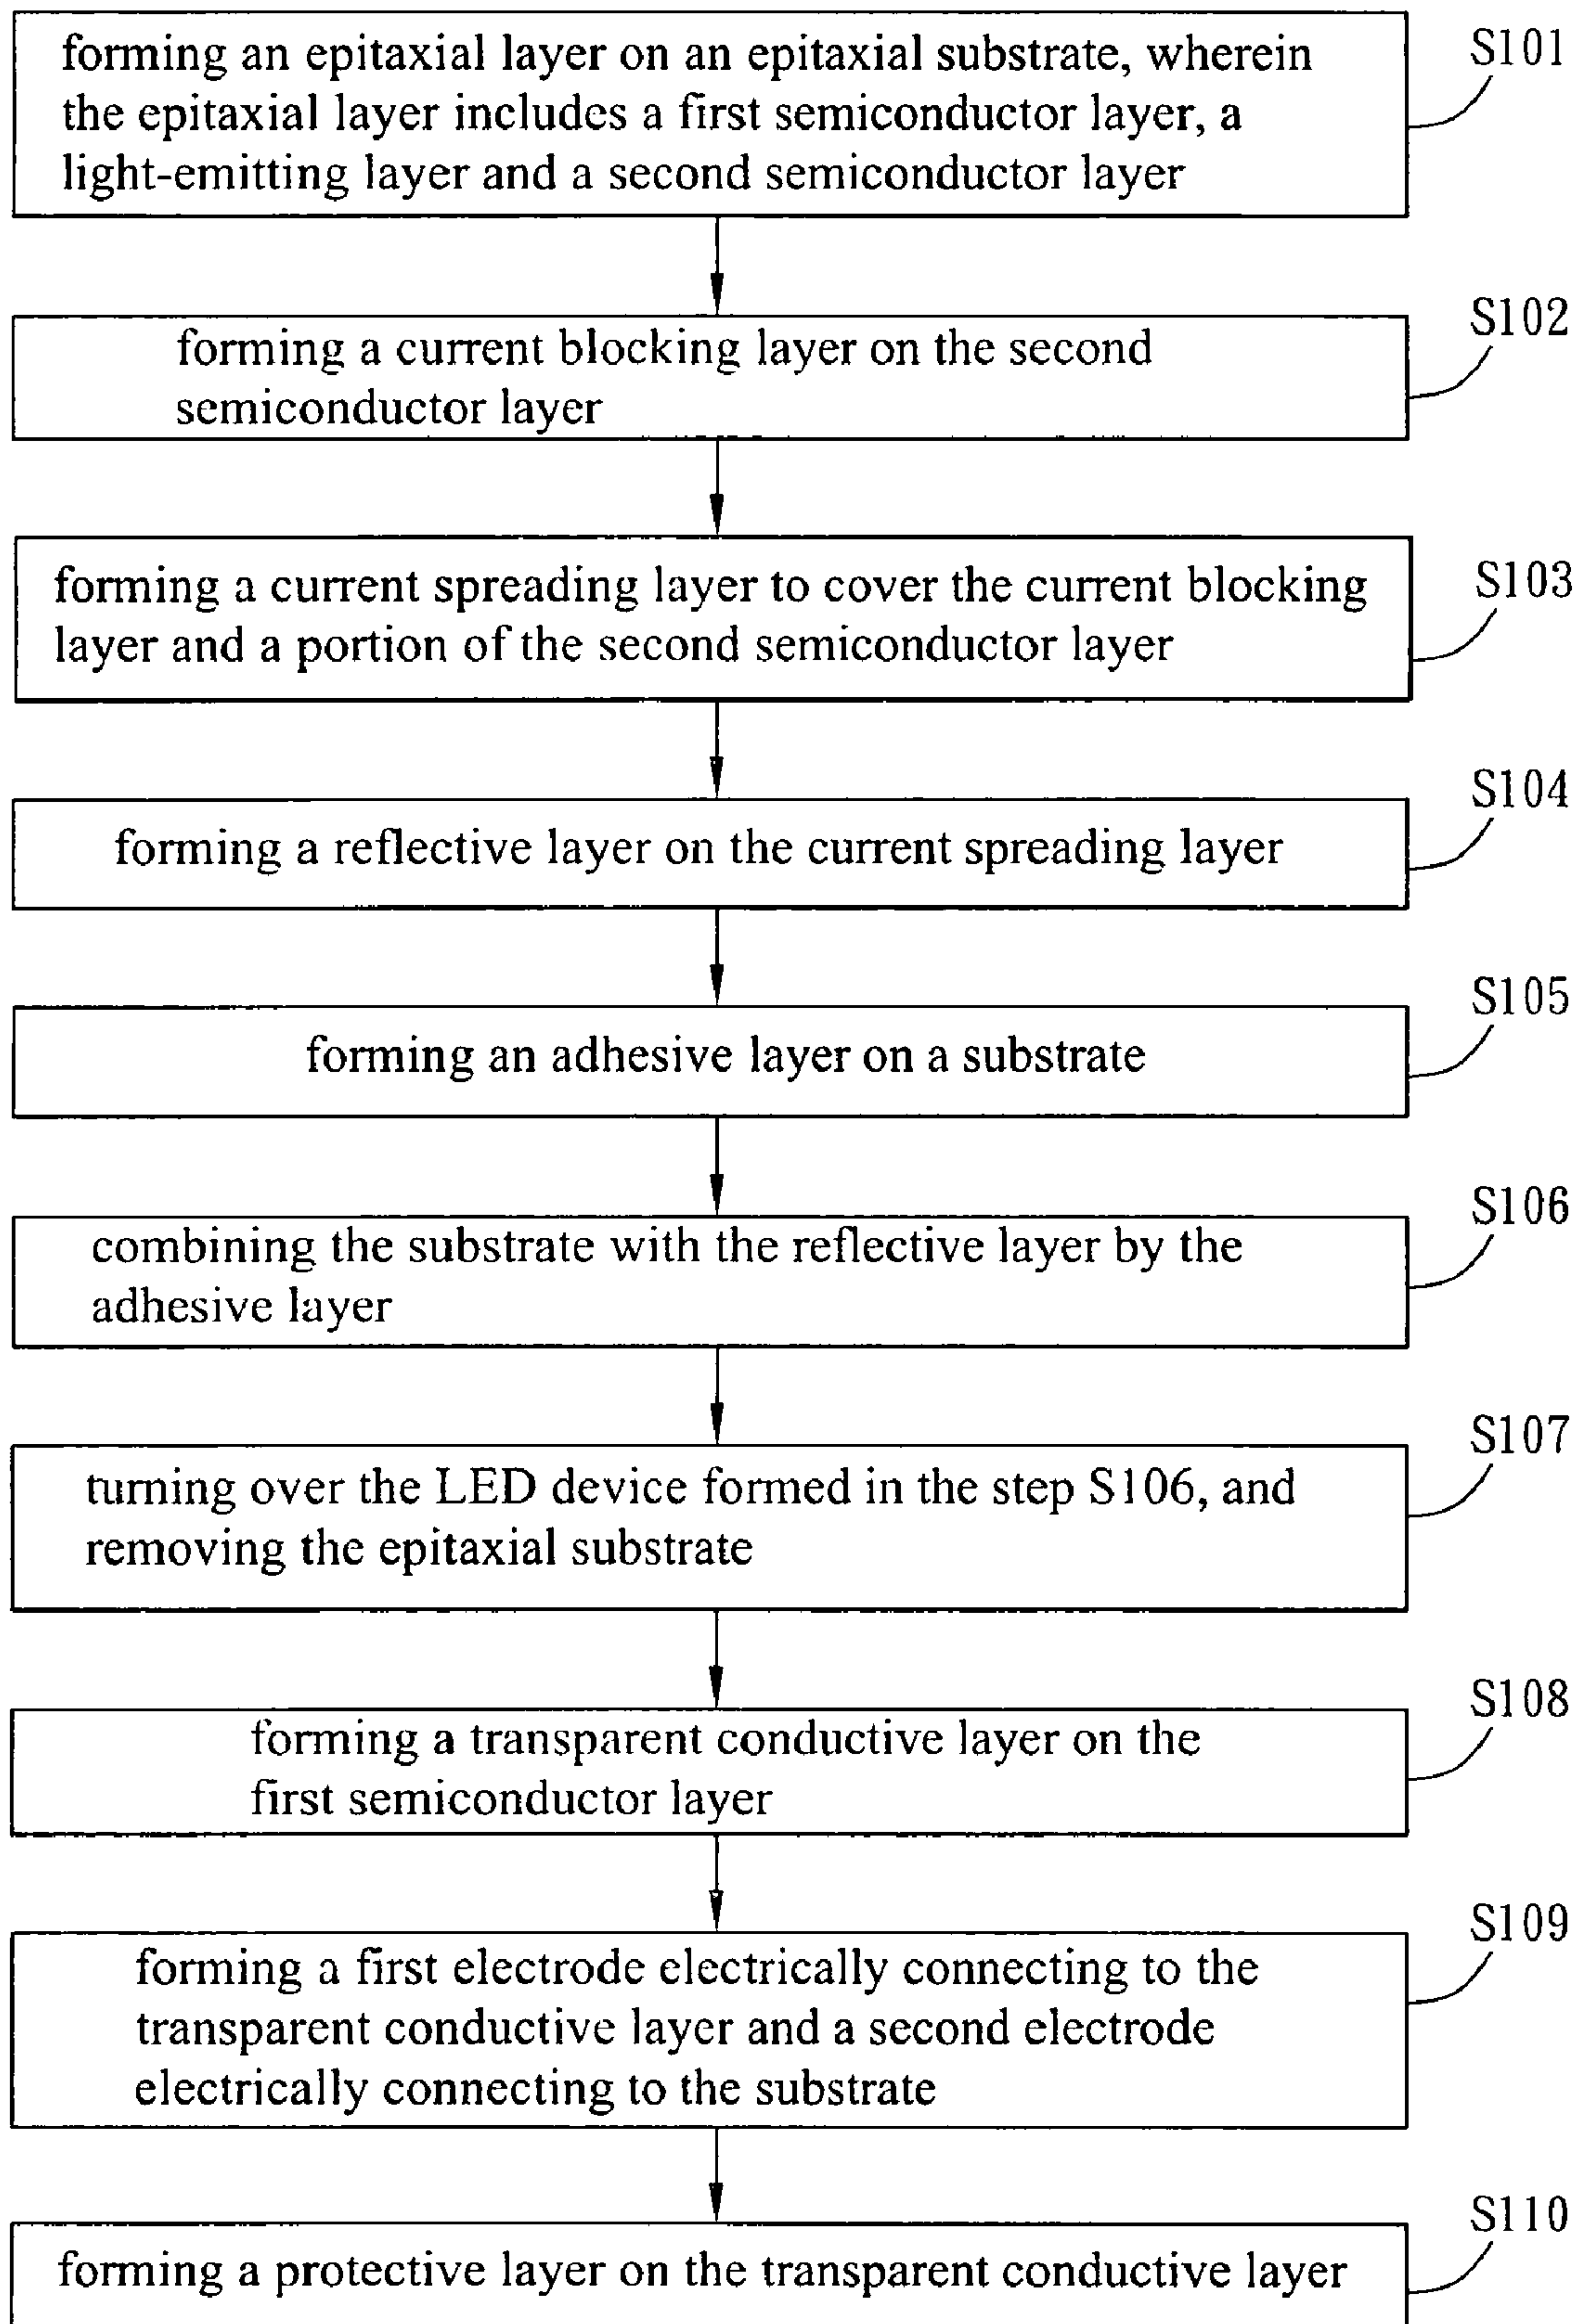 forming an epitaxial layer on an epitaxial substrate, wherein
the epitaxial layer includes a first semiconductor layer, a
light-emitting layer and a second semiconductor layer
S101
forming a current blocking layer on the second
semiconductor layer
S102
forming a current spreading layer to cover the current blocking
layer and a portion of the second semiconductor layer
S103
forming a reflective layer on the current spreading layer
S104
forming an adhesive layer on a substrate
S105
combining the substrate with the reflective layer by the
adhesive layer
S106
turning over the LED device formed in the step S106, and
removing the epitaxial substrate
S107
forming a transparent conductive layer on the
first semiconductor layer
S108
forming a first electrode electrically connecting to the
transparent conductive layer and a second electrode
electrically connecting to the substrate
S109
forming a protective layer on the transparent conductive layer
S110